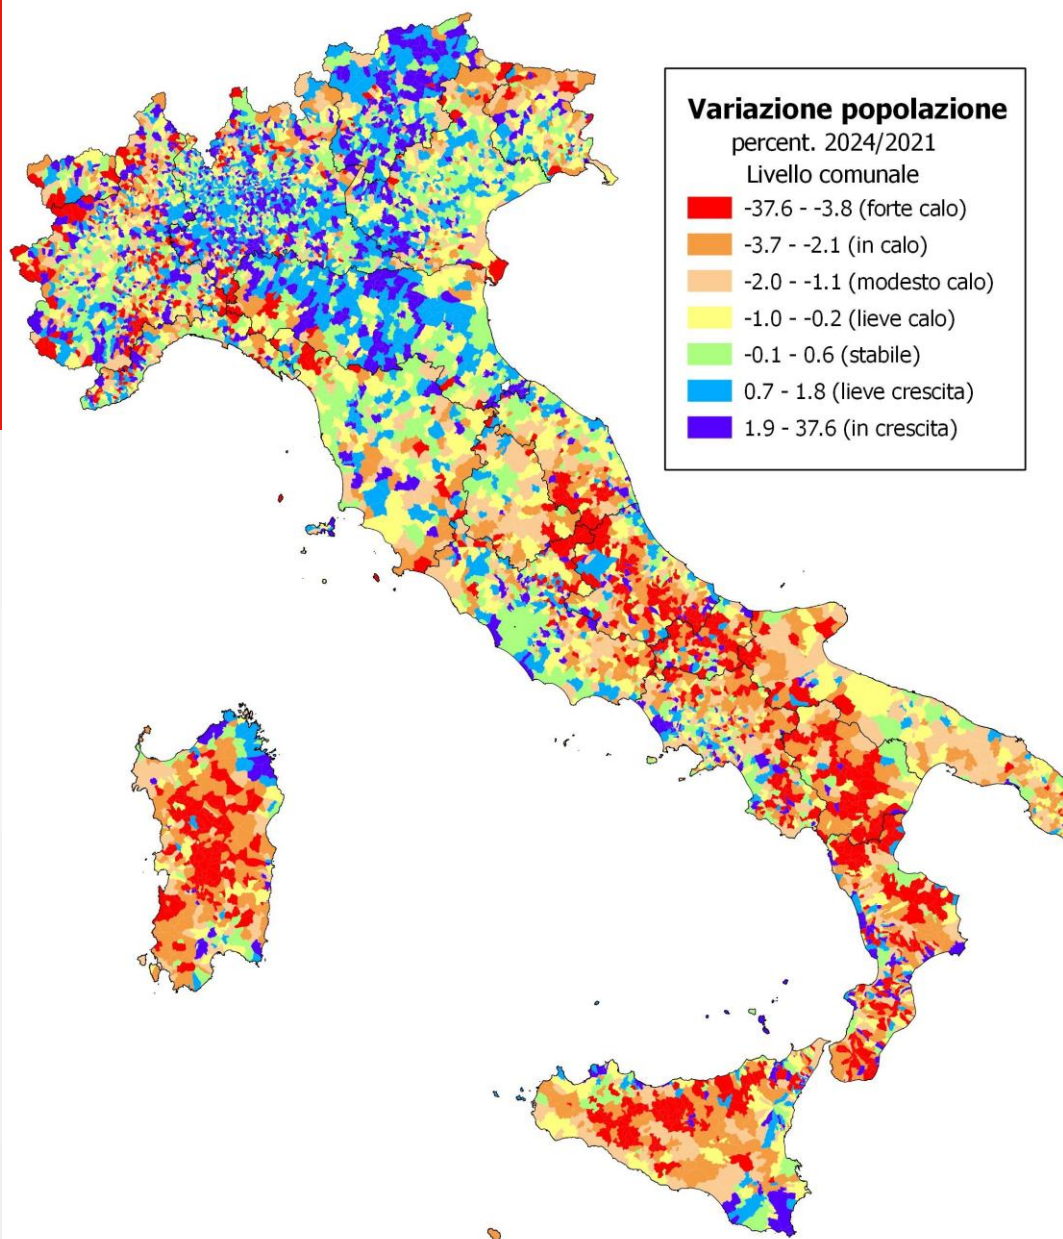 Variazione popolazione
percent. 2024/2021
Livello comunale
-37.6 - -3.8 (forte calo)
-3.7 - -2.1 (in calo)
-2.0 - -1.1 (modesto calo)
-1.0 - -0.2 (lieve calo)
-0.1 - 0.6 (stabile)
0.7 - 1.8 (lieve crescita)
1.9 - 37.6 (in crescita)